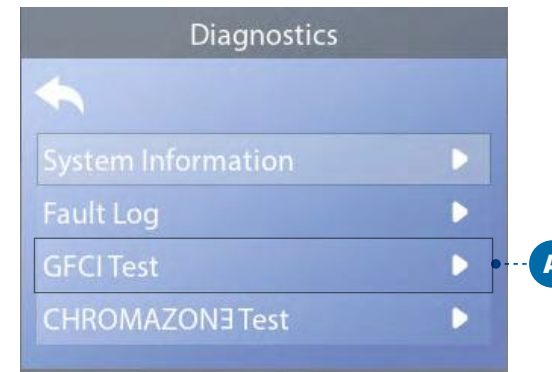 Diagnostics
System Information
Fault Log
GFCI Test
A
CHROMAZONƎ Test